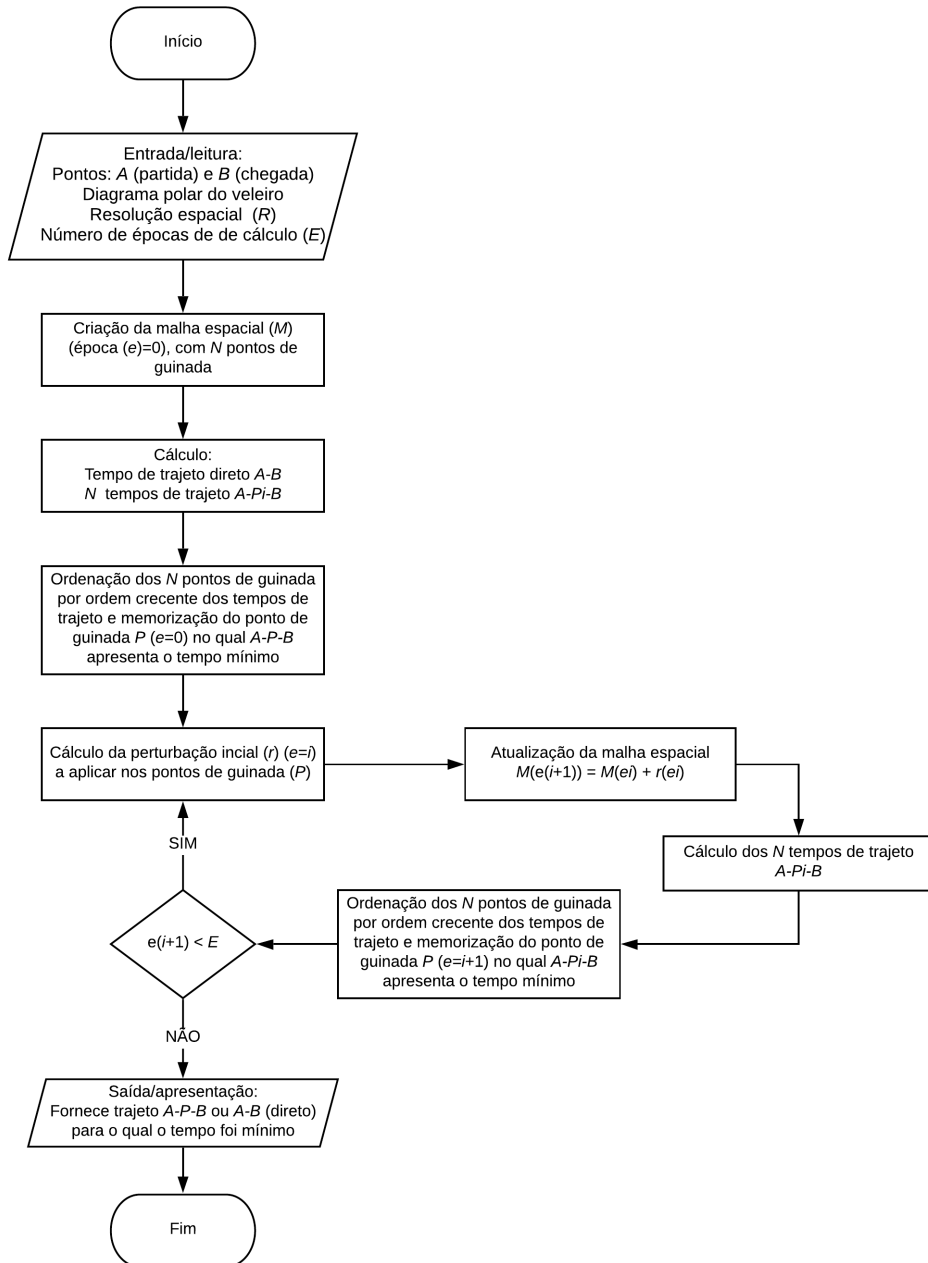 Início
Entrada/leitura:
Pontos: A (partida) e B (chegada)
Diagrama polar do veleiro
Resolução espacial (R)
Número de épocas de de cálculo (E)
Criação da malha espacial (M)
(época (e)=0), com N pontos de
guinada
Cálculo:
Tempo de trajeto direto A-B
N tempos de trajeto A-Pi-B
Ordenação dos N pontos de guinada
por ordem crecente dos tempos de
trajeto e memorização do ponto de
guinada P (e=0) no qual A-P-B
apresenta o tempo mínimo
Cálculo da perturbação incial (r) (e=i)
a aplicar nos pontos de guinada (P)
Atualização da malha espacial
M(e(i+1)) = M(ei) + r(ei)
Cálculo dos N tempos de trajeto
A-Pi-B
Ordenação dos N pontos de guinada
por ordem crecente dos tempos de
trajeto e memorização do ponto de
guinada P (e=i+1) no qual A-Pi-B
apresenta o tempo mínimo
SIM
e(i+1) < E
NÃO
Saída/apresentação:
Fornece trajeto A-P-B ou A-B (direto)
para o qual o tempo foi mínimo
Fim